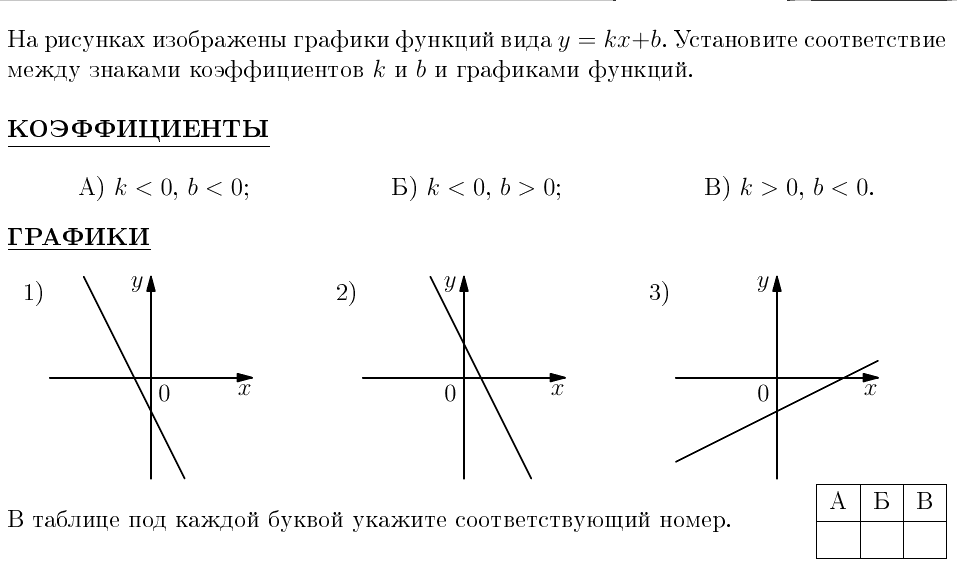 На рисунках изображены графики функций вида y = kx+b. Установите соответствие
между знаками коэффициентов k и b и графиками функций.
КОЭФФИЦИЕНТЫ
А) k < 0, b < 0; Б) k < 0, b > 0; В) k > 0, b < 0.
ГРАФИКИ
1) y 0 x 2) y 0 x 3) y 0 x
В таблице под каждой буквой укажите соответствующий номер.
А Б В